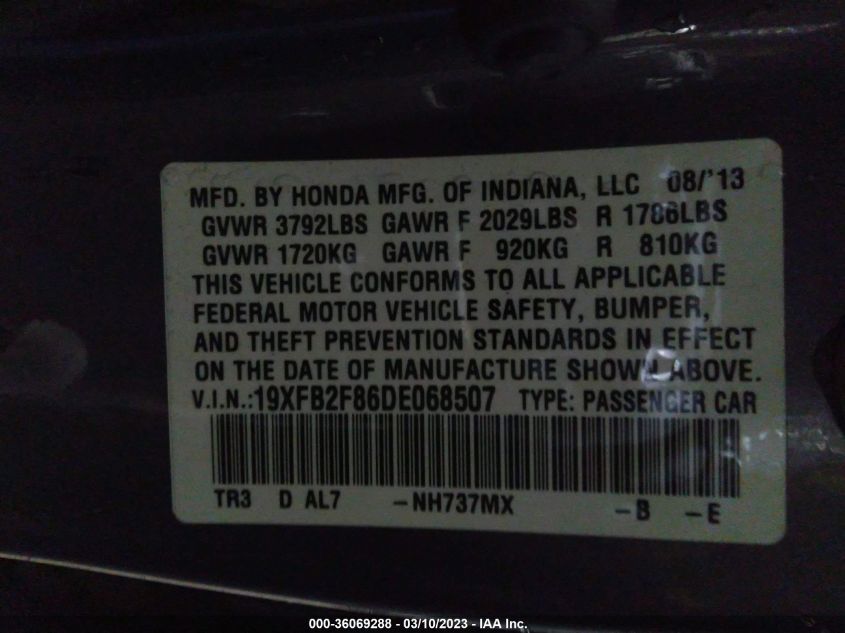 MFD. BY HONDA MFG. OF INDIANA, LLC 08/'13
GVWR 3792LBS GAWR F 2029LBS R 1786LBS
GVWR 1720KG GAWR F 920KG R 810KG
THIS VEHICLE CONFORMS TO ALL APPLICABLE
FEDERAL MOTOR VEHICLE SAFETY, BUMPER,
AND THEFT PREVENTION STANDARDS IN EFFECT
ON THE DATE OF MANUFACTURE SHOWN ABOVE.
V.I.N.:19XFB2F86DE068507 TYPE: PASSENGER CAR
TR3 D AL7 -NH737MX -B -E
000-36069288 - 03/10/2023 - IAA Inc.